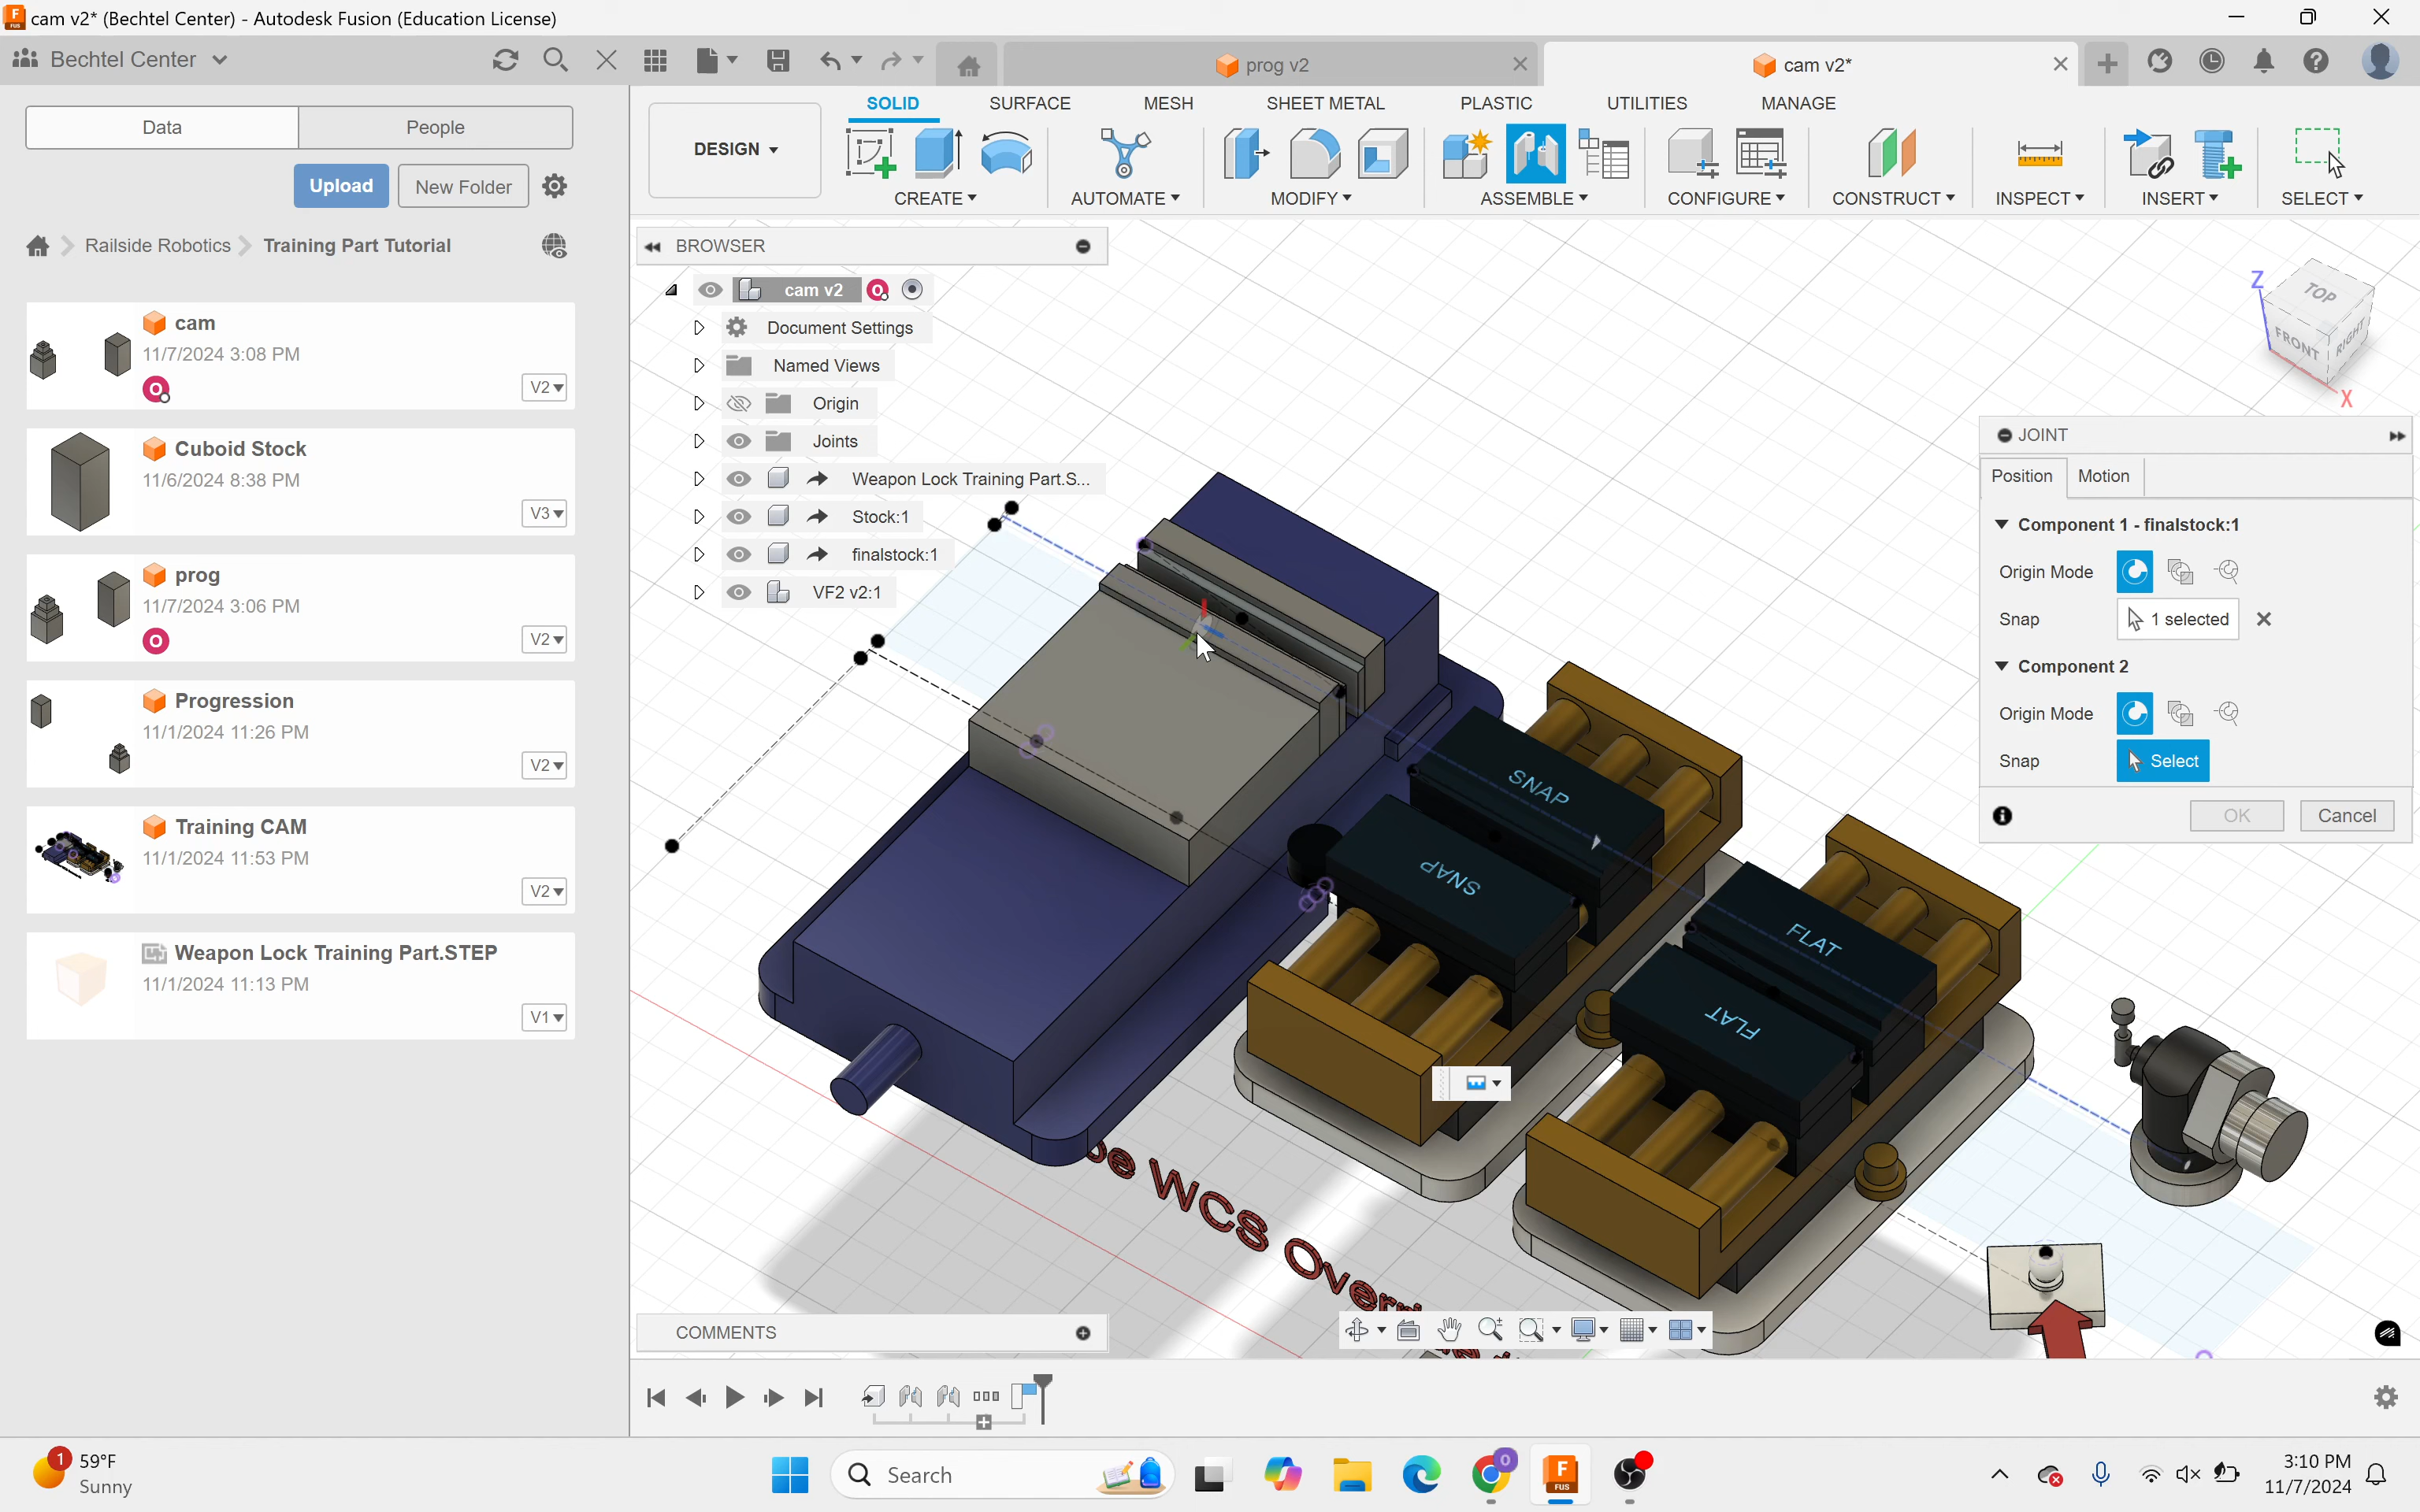 cam v2* (Bechtel Center) - Autodesk Fusion (Education License)
Bechtel Center
prog v2
cam v2*
Data
People
Upload
New Folder
Railside Robotics
Training Part Tutorial
cam
11/7/2024 3:08 PM
O
V2
Cuboid Stock
11/6/2024 8:38 PM
V3
prog
11/7/2024 3:06 PM
O
V2
Progression
11/1/2024 11:26 PM
V2
Training CAM
11/1/2024 11:53 PM
V2
Weapon Lock Training Part.STEP
11/1/2024 11:13 PM
V1
DESIGN
SOLID
SURFACE
MESH
SHEET METAL
PLASTIC
UTILITIES
MANAGE
CREATE
AUTOMATE
MODIFY
ASSEMBLE
CONFIGURE
CONSTRUCT
INSPECT
INSERT
SELECT
BROWSER
cam v2
O
Document Settings
Named Views
Origin
Joints
Weapon Lock Training Part.S...
Stock:1
finalstock:1
VF2 v2:1
Z
TOP
FRONT
RIGHT
X
JOINT
Position
Motion
Component 1 - finalstock:1
Origin Mode
Snap
1 selected
Component 2
Origin Mode
Snap
Select
OK
Cancel
SNAP
SNAP
FLAT
FLAT
WCS
COMMENTS
1
59°F
Sunny
Search
O
F
FUS
3:10 PM
11/7/2024